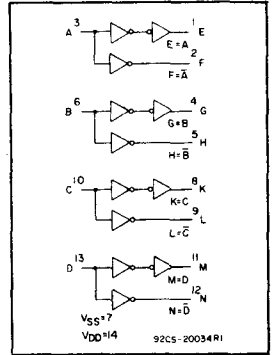 A 3
1 E
E=A
2 F
F=A̅
B 6
4 G
G=B
5 H
H=B̅
C 10
8 K
K=C
9 L
L=C̅
D 13
11 M
M=D
12 N
N=D̅
VSS=7
VDD=14
92CS-20034R1